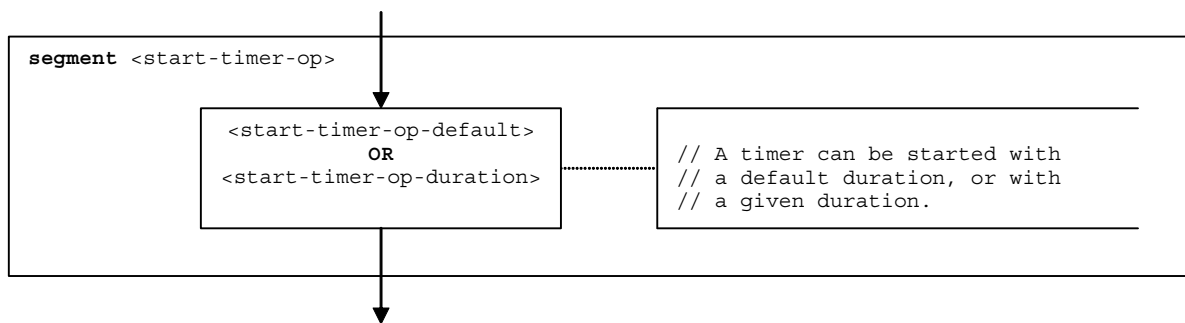 segment <start-timer-op>
<start-timer-op-default>
OR
<start-timer-op-duration>
// A timer can be started with
// a default duration, or with
// a given duration.